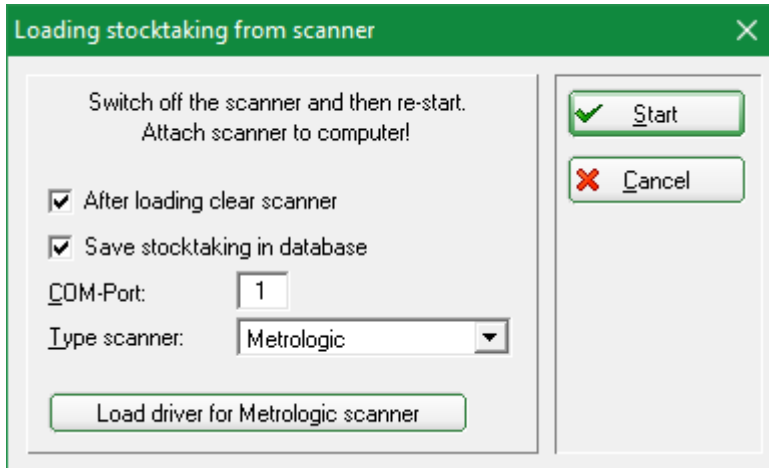 Loading stocktaking from scanner
Switch off the scanner and then re-start.
Attach scanner to computer!
After loading clear scanner
Save stocktaking in database
COM-Port: 1
Type scanner: Metrologic
Load driver for Metrologic scanner
Start
Cancel